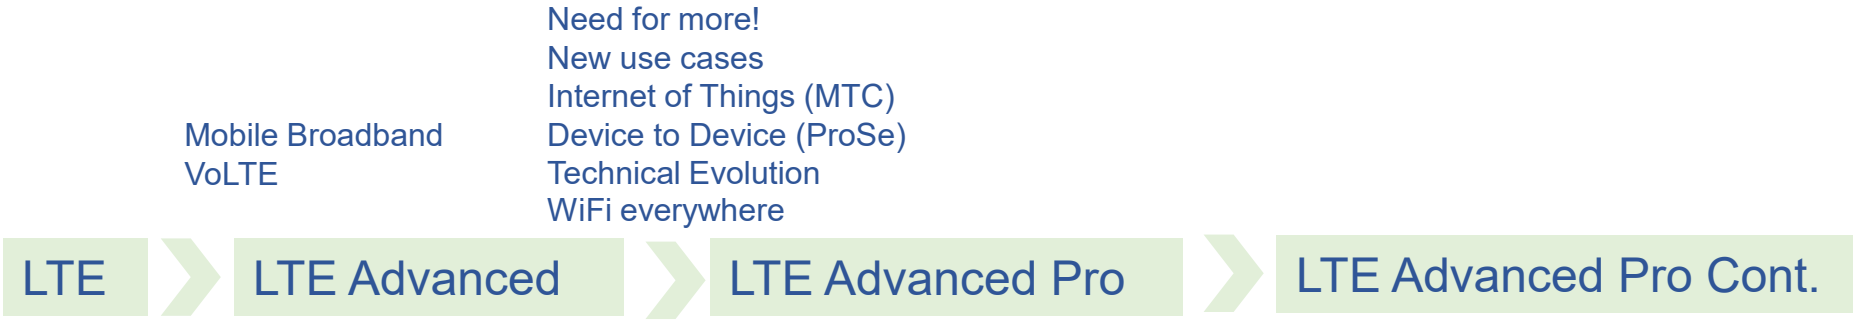 Need for more!
New use cases
Internet of Things (MTC)
Mobile Broadband
Device to Device (ProSe)
VoLTE
Technical Evolution
WiFi everywhere
LTE
LTE Advanced
LTE Advanced Pro
LTE Advanced Pro Cont.